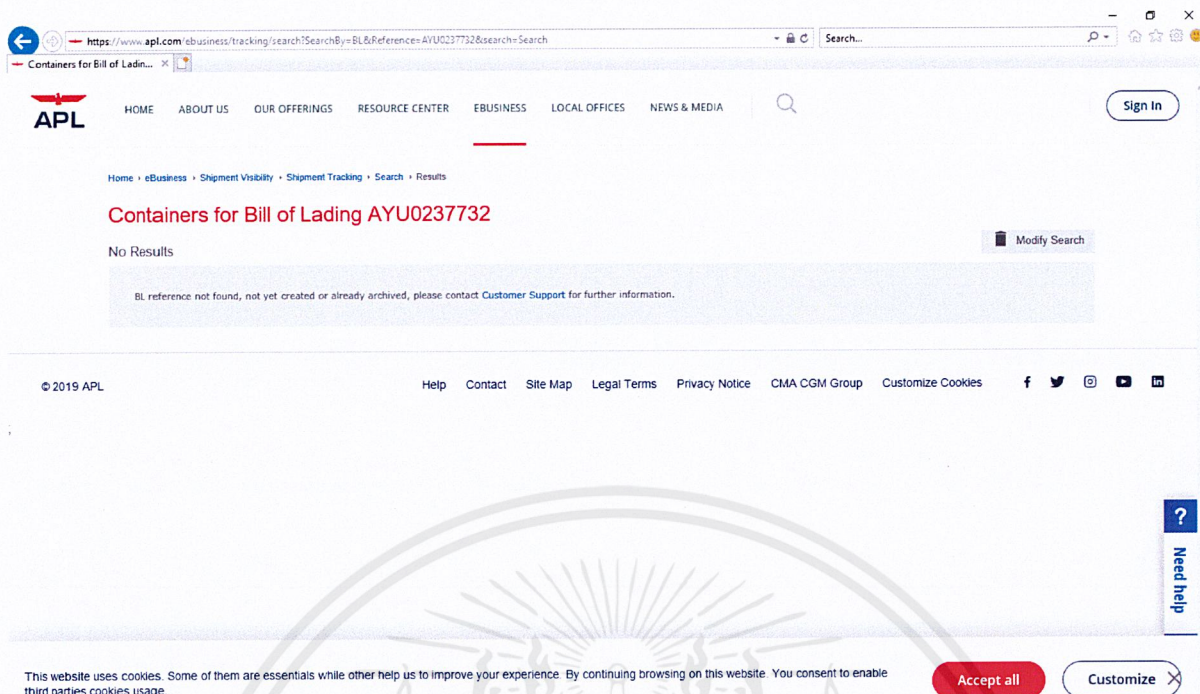 https://www.apl.com/ebusiness/tracking/search?SearchBy=BL&Reference=AYU0237732&search=Search
Search...
Containers for Bill of Ladin...
APL
HOME ABOUT US OUR OFFERINGS RESOURCE CENTER EBUSINESS LOCAL OFFICES NEWS & MEDIA
Sign In
Home › eBusiness › Shipment Visibility › Shipment Tracking › Search › Results
Containers for Bill of Lading AYU0237732
No Results
Modify Search
BL reference not found, not yet created or already archived, please contact Customer Support for further information.
© 2019 APL
Help Contact Site Map Legal Terms Privacy Notice CMA CGM Group Customize Cookies
? Need help
This website uses cookies. Some of them are essentials while other help us to improve your experience. By continuing browsing on this website. You consent to enable
third parties cookies usage
Accept all
Customize